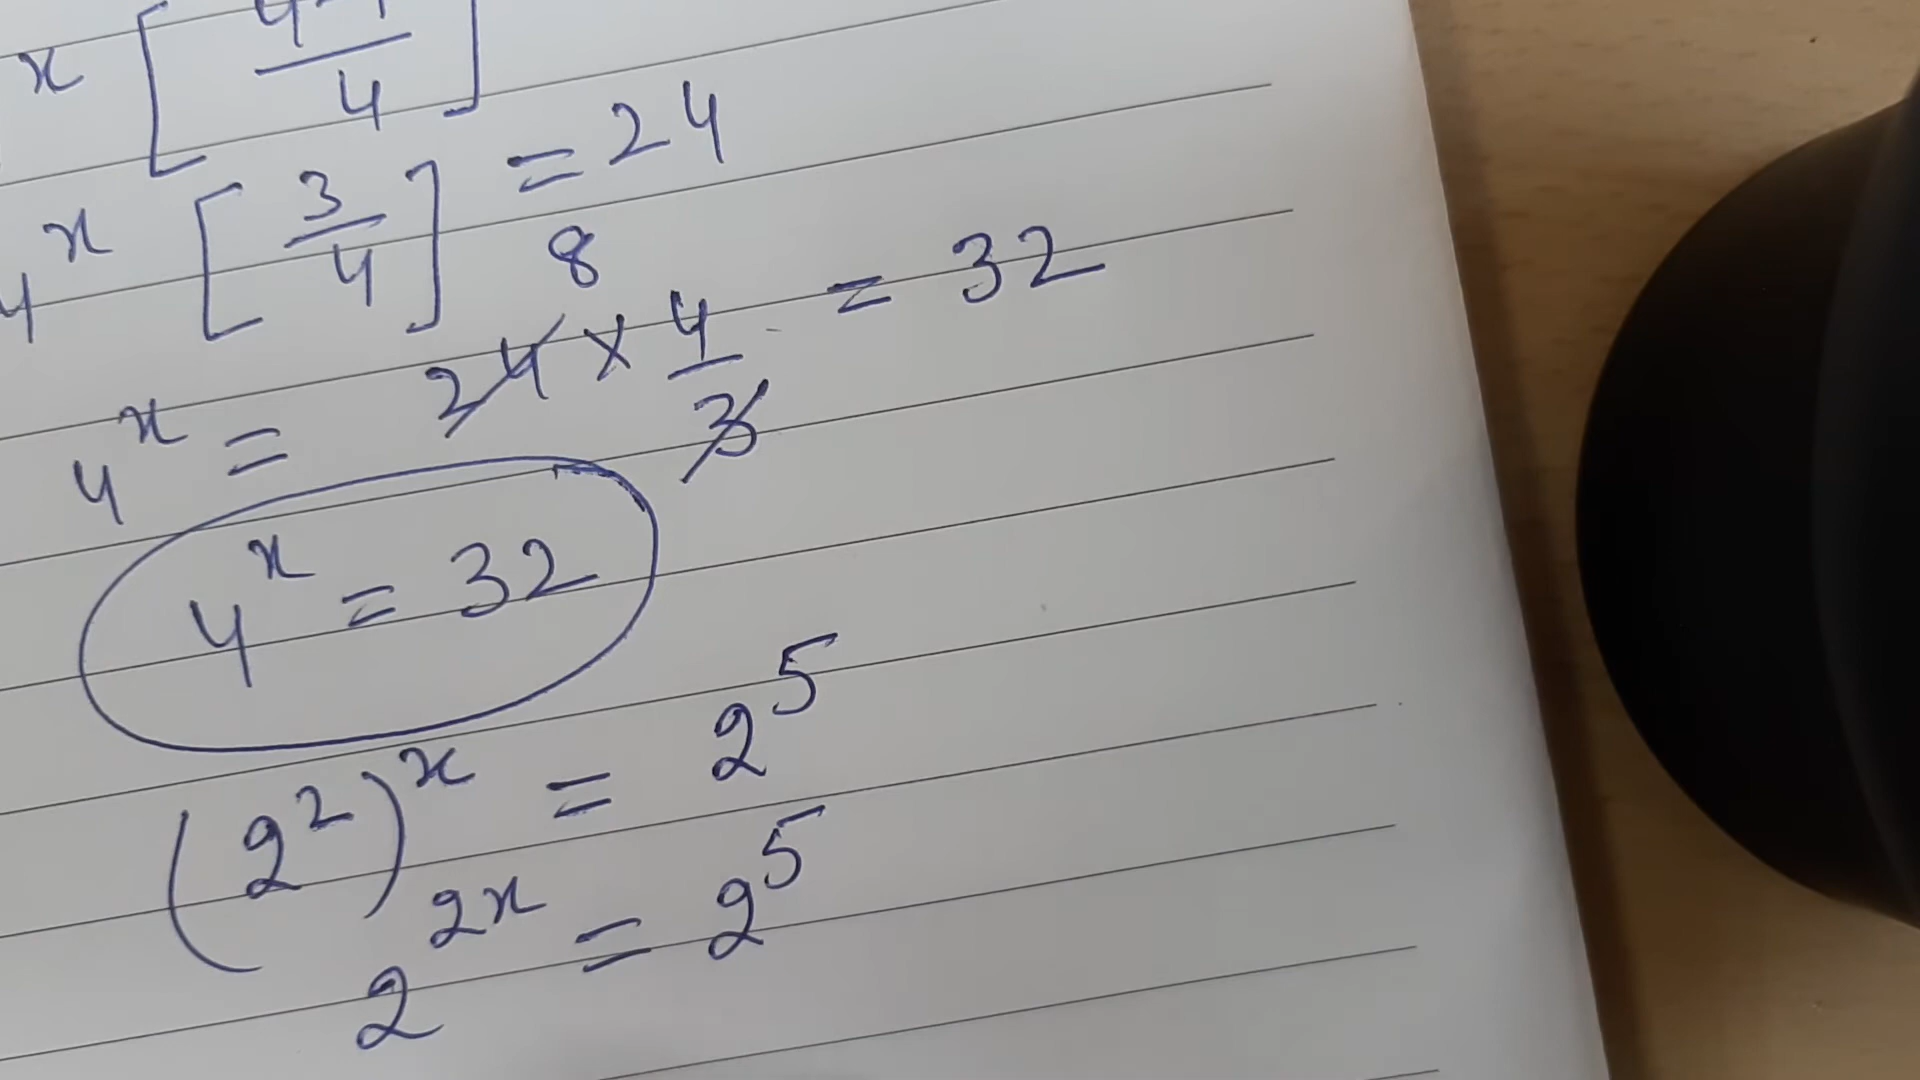 x [ 4-1/4 ]
4^x [ 3/4 ] = 24
4^x = 24 × 4/3 = 32
8
4^x = 32
(2^2)^x = 2^5
2^2x = 2^5